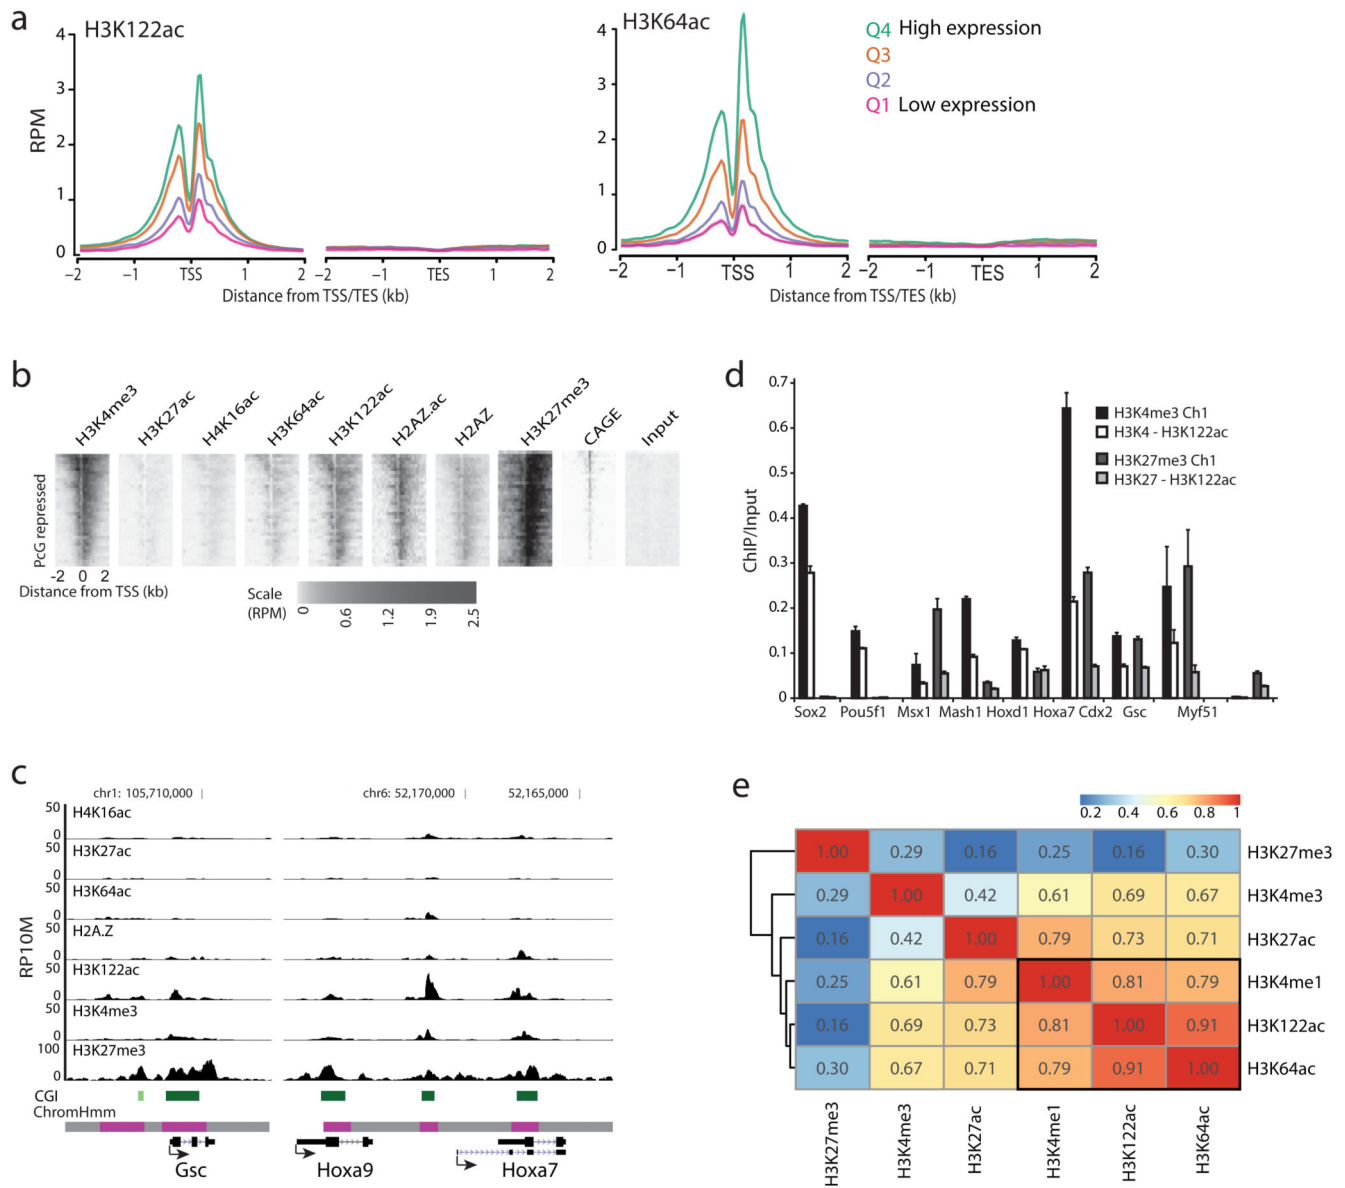 a
H3K122ac
H3K64ac
Q4 High expression
Q3
Q2
Q1 Low expression
RPM
4
3
2
1
0
4
3
2
1
0
−2 −1 TSS 1 2 −2 −1 TES 1 2
Distance from TSS/TES (kb)
−2 −1 TSS 1 2 −2 −1 TES 1 2
Distance from TSS/TES (kb)
b
H3K4me3 H3K27ac H4K16ac H3K64ac H3K122ac H2AZ.ac H2AZ H3K27me3 CAGE Input
PcG repressed
-2 0 2
Distance from TSS (kb)
Scale
(RPM)
0 0.6 1.2 1.9 2.5
d
ChIP/Input
0.7
0.6
0.5
0.4
0.3
0.2
0.1
0
H3K4me3 Ch1
H3K4 - H3K122ac
H3K27me3 Ch1
H3K27 - H3K122ac
Sox2 Pou5f1 Msx1 Mash1 Hoxd1 Hoxa7 Cdx2 Gsc Myf51
c
chr1: 105,710,000 chr6: 52,170,000 52,165,000
RP10M
50
H4K16ac
0
50
H3K27ac
0
50
H3K64ac
0
50
H2A.Z
0
50
H3K122ac
0
50
H3K4me3
0
100
H3K27me3
0
CGI
ChromHmm
Gsc Hoxa9 Hoxa7
e
0.2 0.4 0.6 0.8 1
1.00 0.29 0.16 0.25 0.16 0.30 H3K27me3
0.29 1.00 0.42 0.61 0.69 0.67 H3K4me3
0.16 0.42 1.00 0.79 0.73 0.71 H3K27ac
0.25 0.61 0.79 1.00 0.81 0.79 H3K4me1
0.16 0.69 0.73 0.81 1.00 0.91 H3K122ac
0.30 0.67 0.71 0.79 0.91 1.00 H3K64ac
H3K27me3 H3K4me3 H3K27ac H3K4me1 H3K122ac H3K64ac